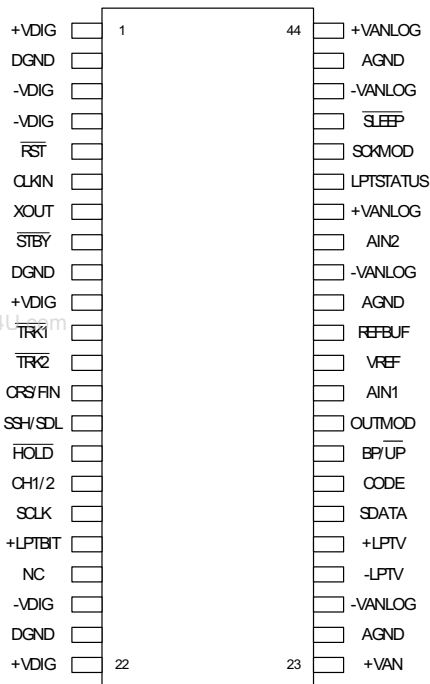 +VDIG 1 44 +VANLOG
DGND AGND
-VDIG -VANLOG
-VDIG SLEEP
RST SCKMOD
CLKIN LPTSTATUS
XOUT +VANLOG
STBY AIN2
DGND -VANLOG
+VDIG AGND
4U.com
TRK1 REFBUF
TRK2 VREF
CRS/FIN AIN1
SSH/SDL OUTMOD
HOLD BP/UP
CH1/2 CODE
SCLK SDATA
+LPTBIT +LPTV
NC -LPTV
-VDIG -VANLOG
DGND AGND
+VDIG 22 23 +VAN